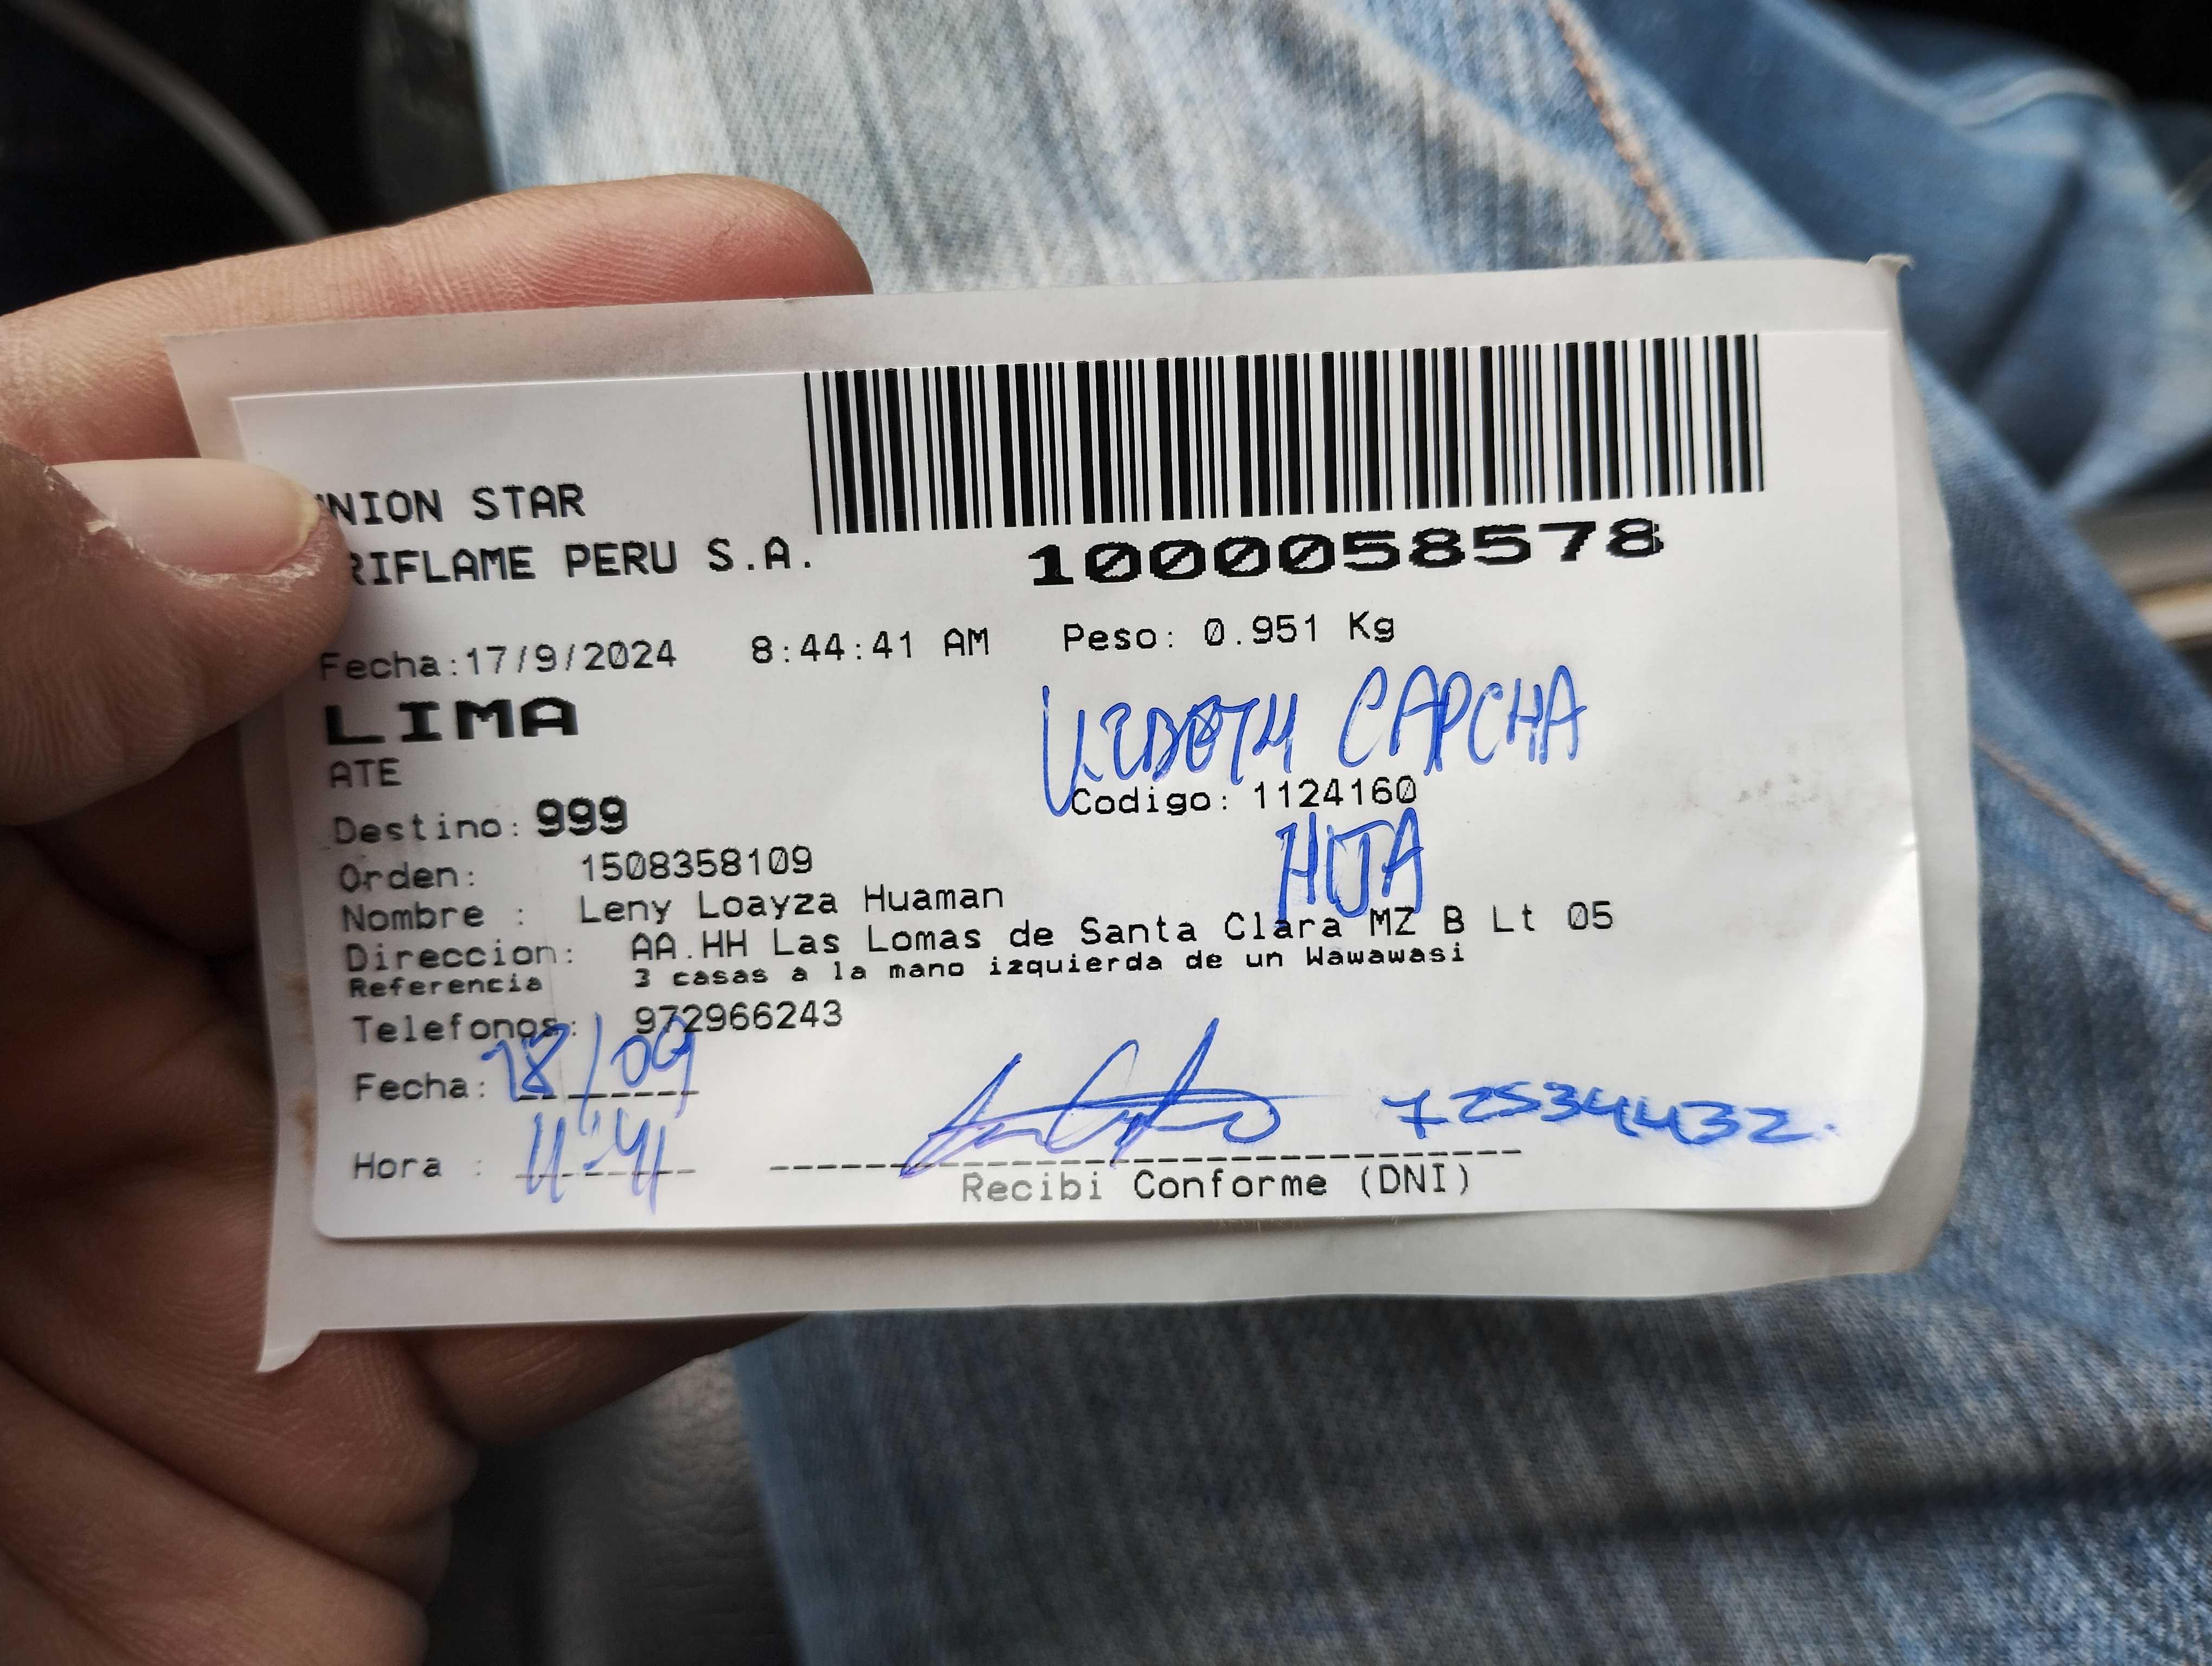 NION STAR
RIFLAME PERU S.A.
1000058578
Fecha:17/9/2024 8:44:41 AM Peso: 0.951 Kg
LIMA
CAPCHA
ATE
Codigo: 1124160
Destino: 999
HIJA
Orden: 1508358109
Nombre : Leny Loayza Huaman
Direccion: AA.HH Las Lomas de Santa Clara MZ B Lt 05
Referencia 3 casas a la mano izquierda de un Wawawasi
Telefonos: 972966243
Fecha: 18/09
72534432.
Hora : 11:41
Recibi Conforme (DNI)